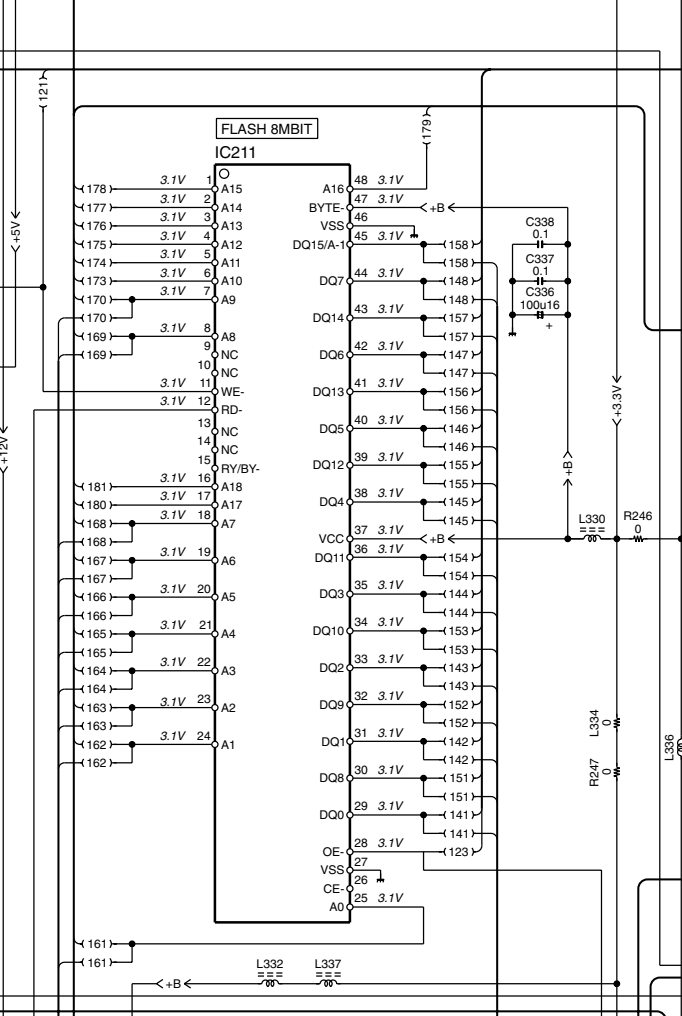 (121)
FLASH 8MBIT
IC211
(179)
+5V
+12V
(178) 3.1V 1 A15
(177) 3.1V 2 A14
(176) 3.1V 3 A13
(175) 3.1V 4 A12
(174) 3.1V 5 A11
(173) 3.1V 6 A10
(170) 3.1V 7 A9
(170)
(169) 3.1V 8 A8
(169) 9 NC
10 NC
3.1V 11 WE-
3.1V 12 RD-
13 NC
14 NC
15 RY/BY-
(181) 3.1V 16 A18
(180) 3.1V 17 A17
(168) 3.1V 18 A7
(168)
(167) 3.1V 19 A6
(167)
(166) 3.1V 20 A5
(166)
(165) 3.1V 21 A4
(165)
(164) 3.1V 22 A3
(164)
(163) 3.1V 23 A2
(163)
(162) 3.1V 24 A1
(162)
A16 48 3.1V
BYTE- 47 3.1V +B
VSS 46
DQ15/A-1 45 3.1V (158)
(158)
DQ7 44 3.1V (148)
(148)
DQ14 43 3.1V (157)
(157)
DQ6 42 3.1V (147)
(147)
DQ13 41 3.1V (156)
(156)
DQ5 40 3.1V (146)
(146)
DQ12 39 3.1V (155)
(155)
DQ4 38 3.1V (145)
(145)
VCC 37 3.1V +B
DQ11 36 3.1V (154)
(154)
DQ3 35 3.1V (144)
(144)
DQ10 34 3.1V (153)
(153)
DQ2 33 3.1V (143)
(143)
DQ9 32 3.1V (152)
(152)
DQ1 31 3.1V (142)
(142)
DQ8 30 3.1V (151)
(151)
DQ0 29 3.1V (141)
(141)
OE- 28 3.1V (123)
VSS 27
CE- 26
A0 25 3.1V
(161)
(161)
C338
0.1
C337
0.1
C336
100u16
+
+3.3V
+B
L330
R246
0
L334
0
R247
0
L336
+B
L332
L337